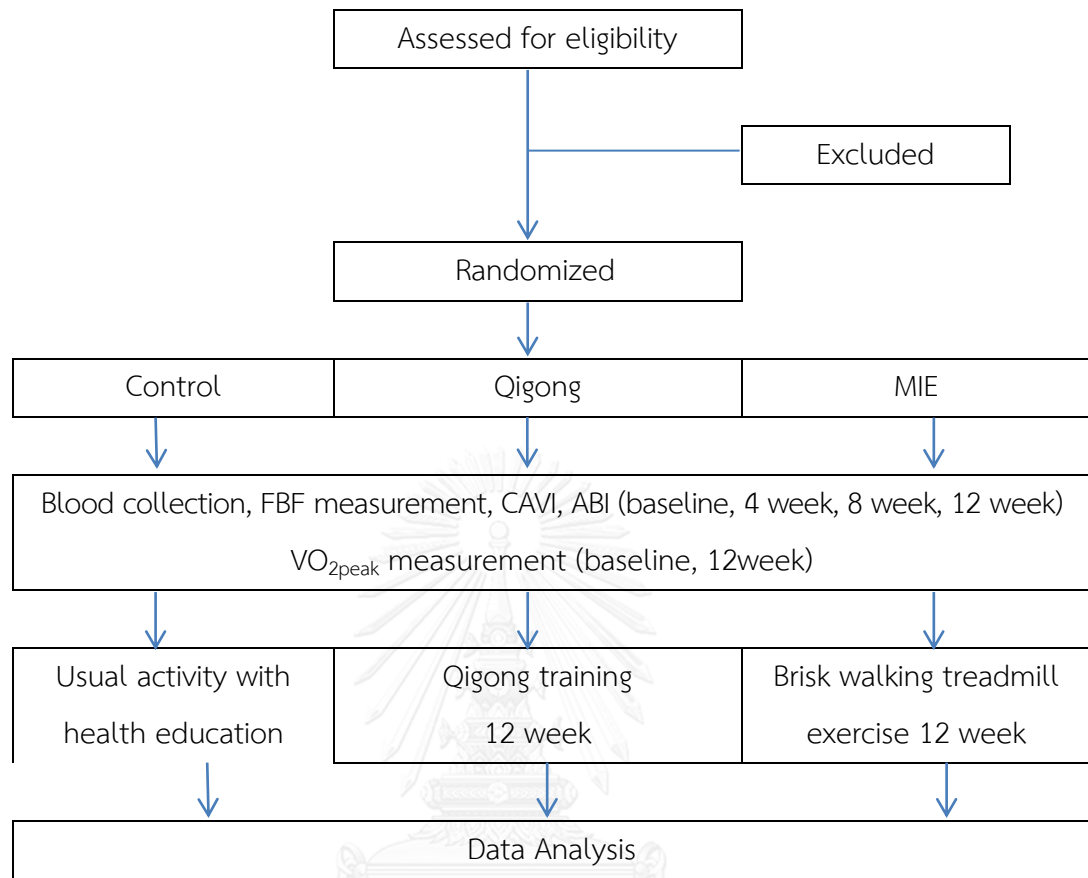 Assessed for eligibility
Excluded
Randomized
Control
Qigong
MIE
Blood collection, FBF measurement, CAVI, ABI (baseline, 4 week, 8 week, 12 week)
VO2peak measurement (baseline, 12week)
Usual activity with
health education
Qigong training
12 week
Brisk walking treadmill
exercise 12 week
Data Analysis